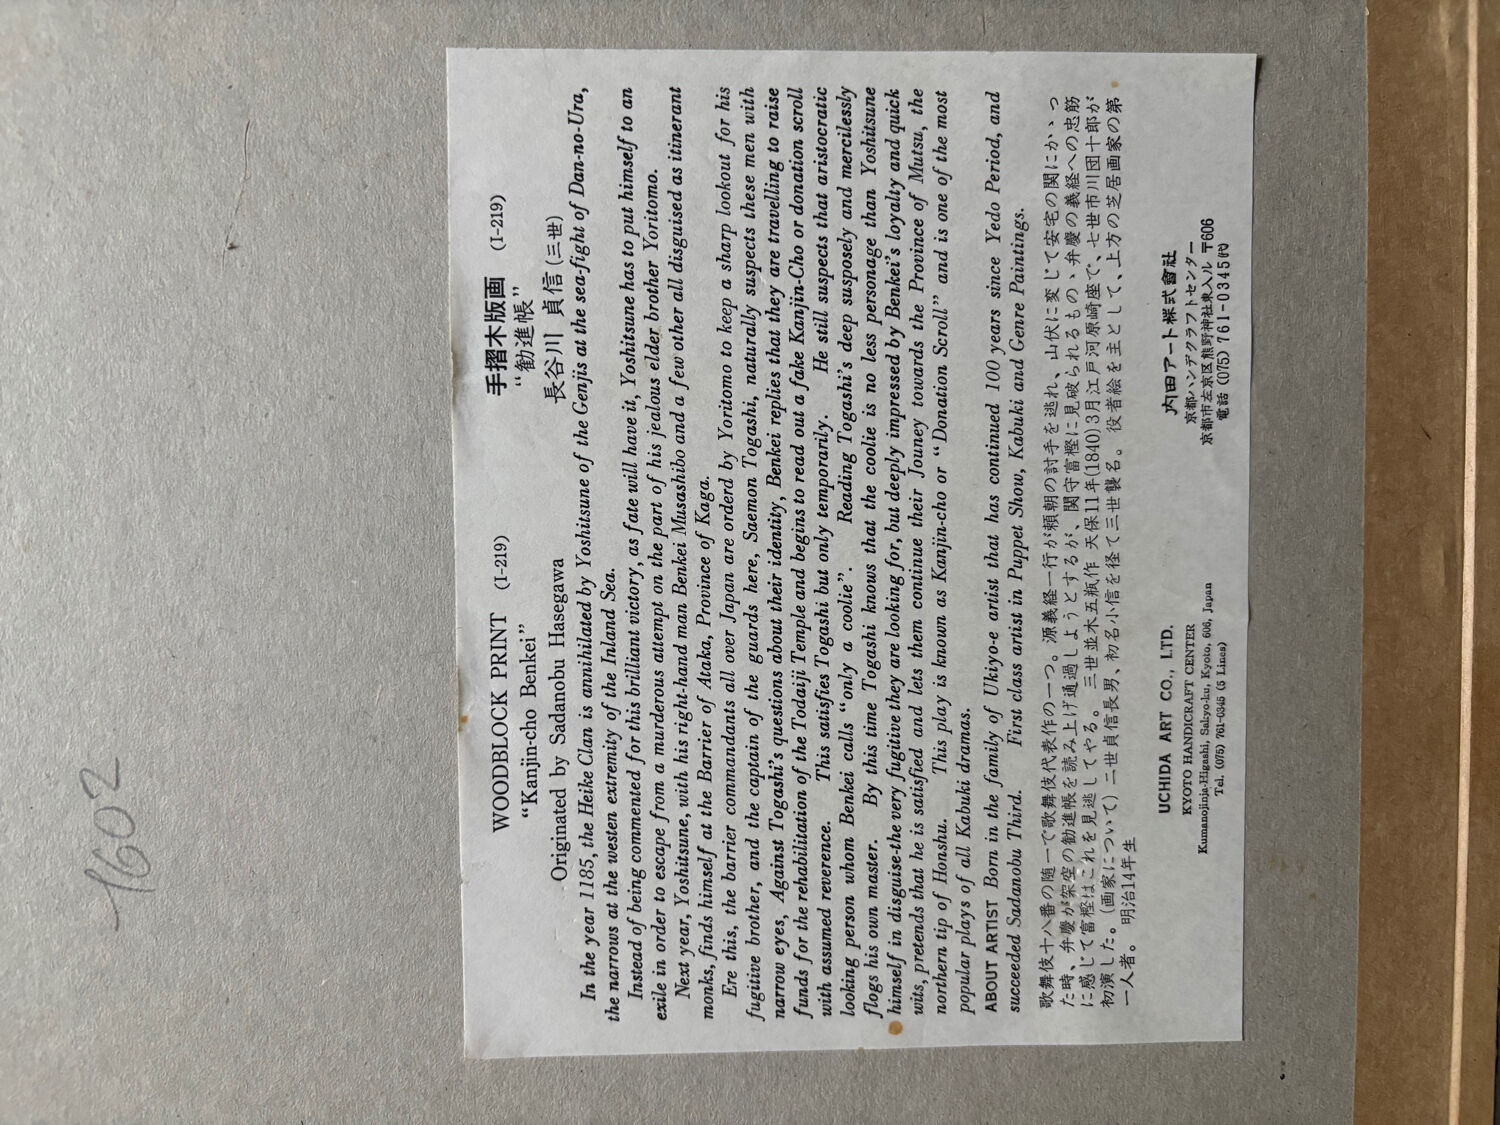 1602
WOODBLOCK PRINT (I-219)
“Kanjin-cho Benkei”
Originated by Sadanobu Hasegawa
手摺木版画 (I-219)
“勧進帳”
長谷川 貞信(三世)
In the year 1185, the Heike Clan is annihilated by Yoshitsune of the Genjis at the sea-fight of Dan-no-Ura,
the narrows at the westen extremity of the Inland Sea.
Instead of being commented for this brilliant victory, as fate will have it, Yoshitsune has to put himself to an
exile in order to escape from a murderous attempt on the part of his jealous elder brother Yoritomo.
Next year, Yoshitsune, with his right-hand man Benkei Musashibo and a few other all disguised as itinerant
monks, finds himself at the Barrier of Ataka, Province of Kaga.
Ere this, the barrier commandants all over Japan are orderd by Yoritomo to keep a sharp lookout for his
fugitive brother, and the captain of the guards here, Saemon Togashi, naturally suspects these men with
narrow eyes, Against Togashi’s questions about their identity, Benkei replies that they are travelling to raise
funds for the rehabilitation of the Todaiji Temple and begins to read out a fake Kanjin-Cho or donation scroll
with assumed reverence. This satisfies Togashi but only temporarily. He still suspects that aristocratic
looking person whom Benkei calls “only a coolie”. Reading Togashi’s deep susposely and mercilessly
flogs his own master. By this time Togashi knows that the coolie is no less personage than Yoshitsune
himself in disguise-the very fugitive they are looking for, but deeply impressed by Benkei’s loyalty and quick
wits, pretends that he is satisfied and lets them continue their Jouney towards the Province of Mutsu, the
northern tip of Honshu. This play is known as Kanjin-cho or “Donation Scroll” and is one of the most
popular plays of all Kabuki dramas.
ABOUT ARTIST Born in the family of Ukiyo-e artist that has continued 100 years since Yedo Period, and
succeeded Sadanobu Third. First class artist in Puppet Show, Kabuki and Genre Paintings.
歌舞伎十八番の随一で歌舞伎代表作の一つ。源義経一行が頼朝の討手を逃れ、山伏に変じて安宅の関にかゝっ
た時、弁慶が架空の勧進帳を読み上げ通過しようとするが、関守富樫に見破られるもの、弁慶の義経への忠節
に感じて富樫はこれを見逃してやる。三世並木五瓶作 天保11年(1840)3月江戸河原崎座で、七世市川団十郎が
初演した。(画家について)二世貞信長男、初名小信を径て三世襲名。役者絵を主として、上方の芝居画家の第
一人者。 明治14年生
UCHIDA ART CO., LTD.
KYOTO HANDICRAFT CENTER
Kumanojinja-Higashi, Sakyo-ku, Kyoto, 606, Japan
Tel. (075) 761-0345 (5 Lines)
内田アート株式會社
京都ハンデクラフトセンター
京都市左京区熊野神社東入ル 〒606
電話 (075) 761-0345㈹